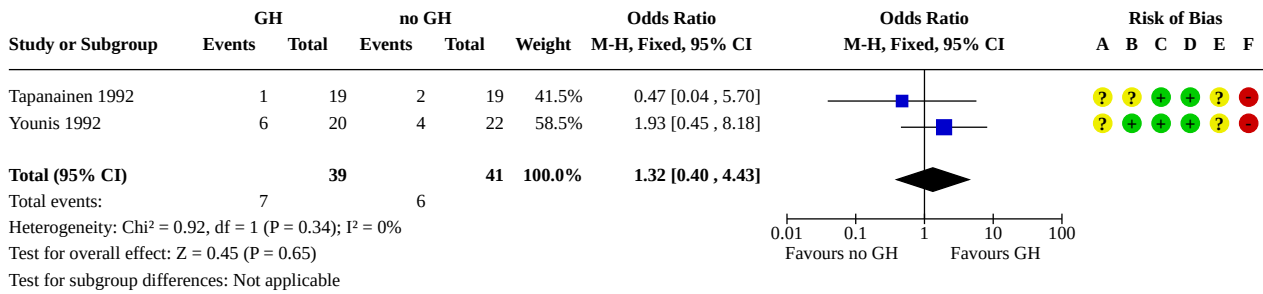 GH no GH Odds Ratio Odds Ratio Risk of Bias
Study or Subgroup Events Total Events Total Weight M-H, Fixed, 95% CI M-H, Fixed, 95% CI A B C D E F
Tapanainen 1992 1 19 2 19 41.5% 0.47 [0.04 , 5.70] ? ? + + ? -
Younis 1992 6 20 4 22 58.5% 1.93 [0.45 , 8.18] ? + + + ? -
Total (95% CI) 39 41 100.0% 1.32 [0.40 , 4.43]
Total events: 7 6
Heterogeneity: Chi² = 0.92, df = 1 (P = 0.34); I² = 0%
0.01 0.1 1 10 100
Test for overall effect: Z = 0.45 (P = 0.65) Favours no GH Favours GH
Test for subgroup differences: Not applicable